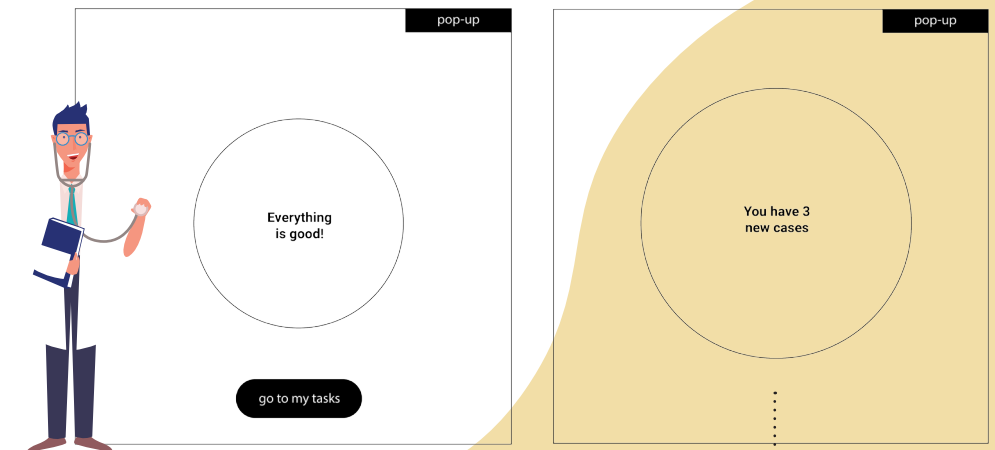 pop-up
Everything
is good!
go to my tasks
pop-up
You have 3
new cases